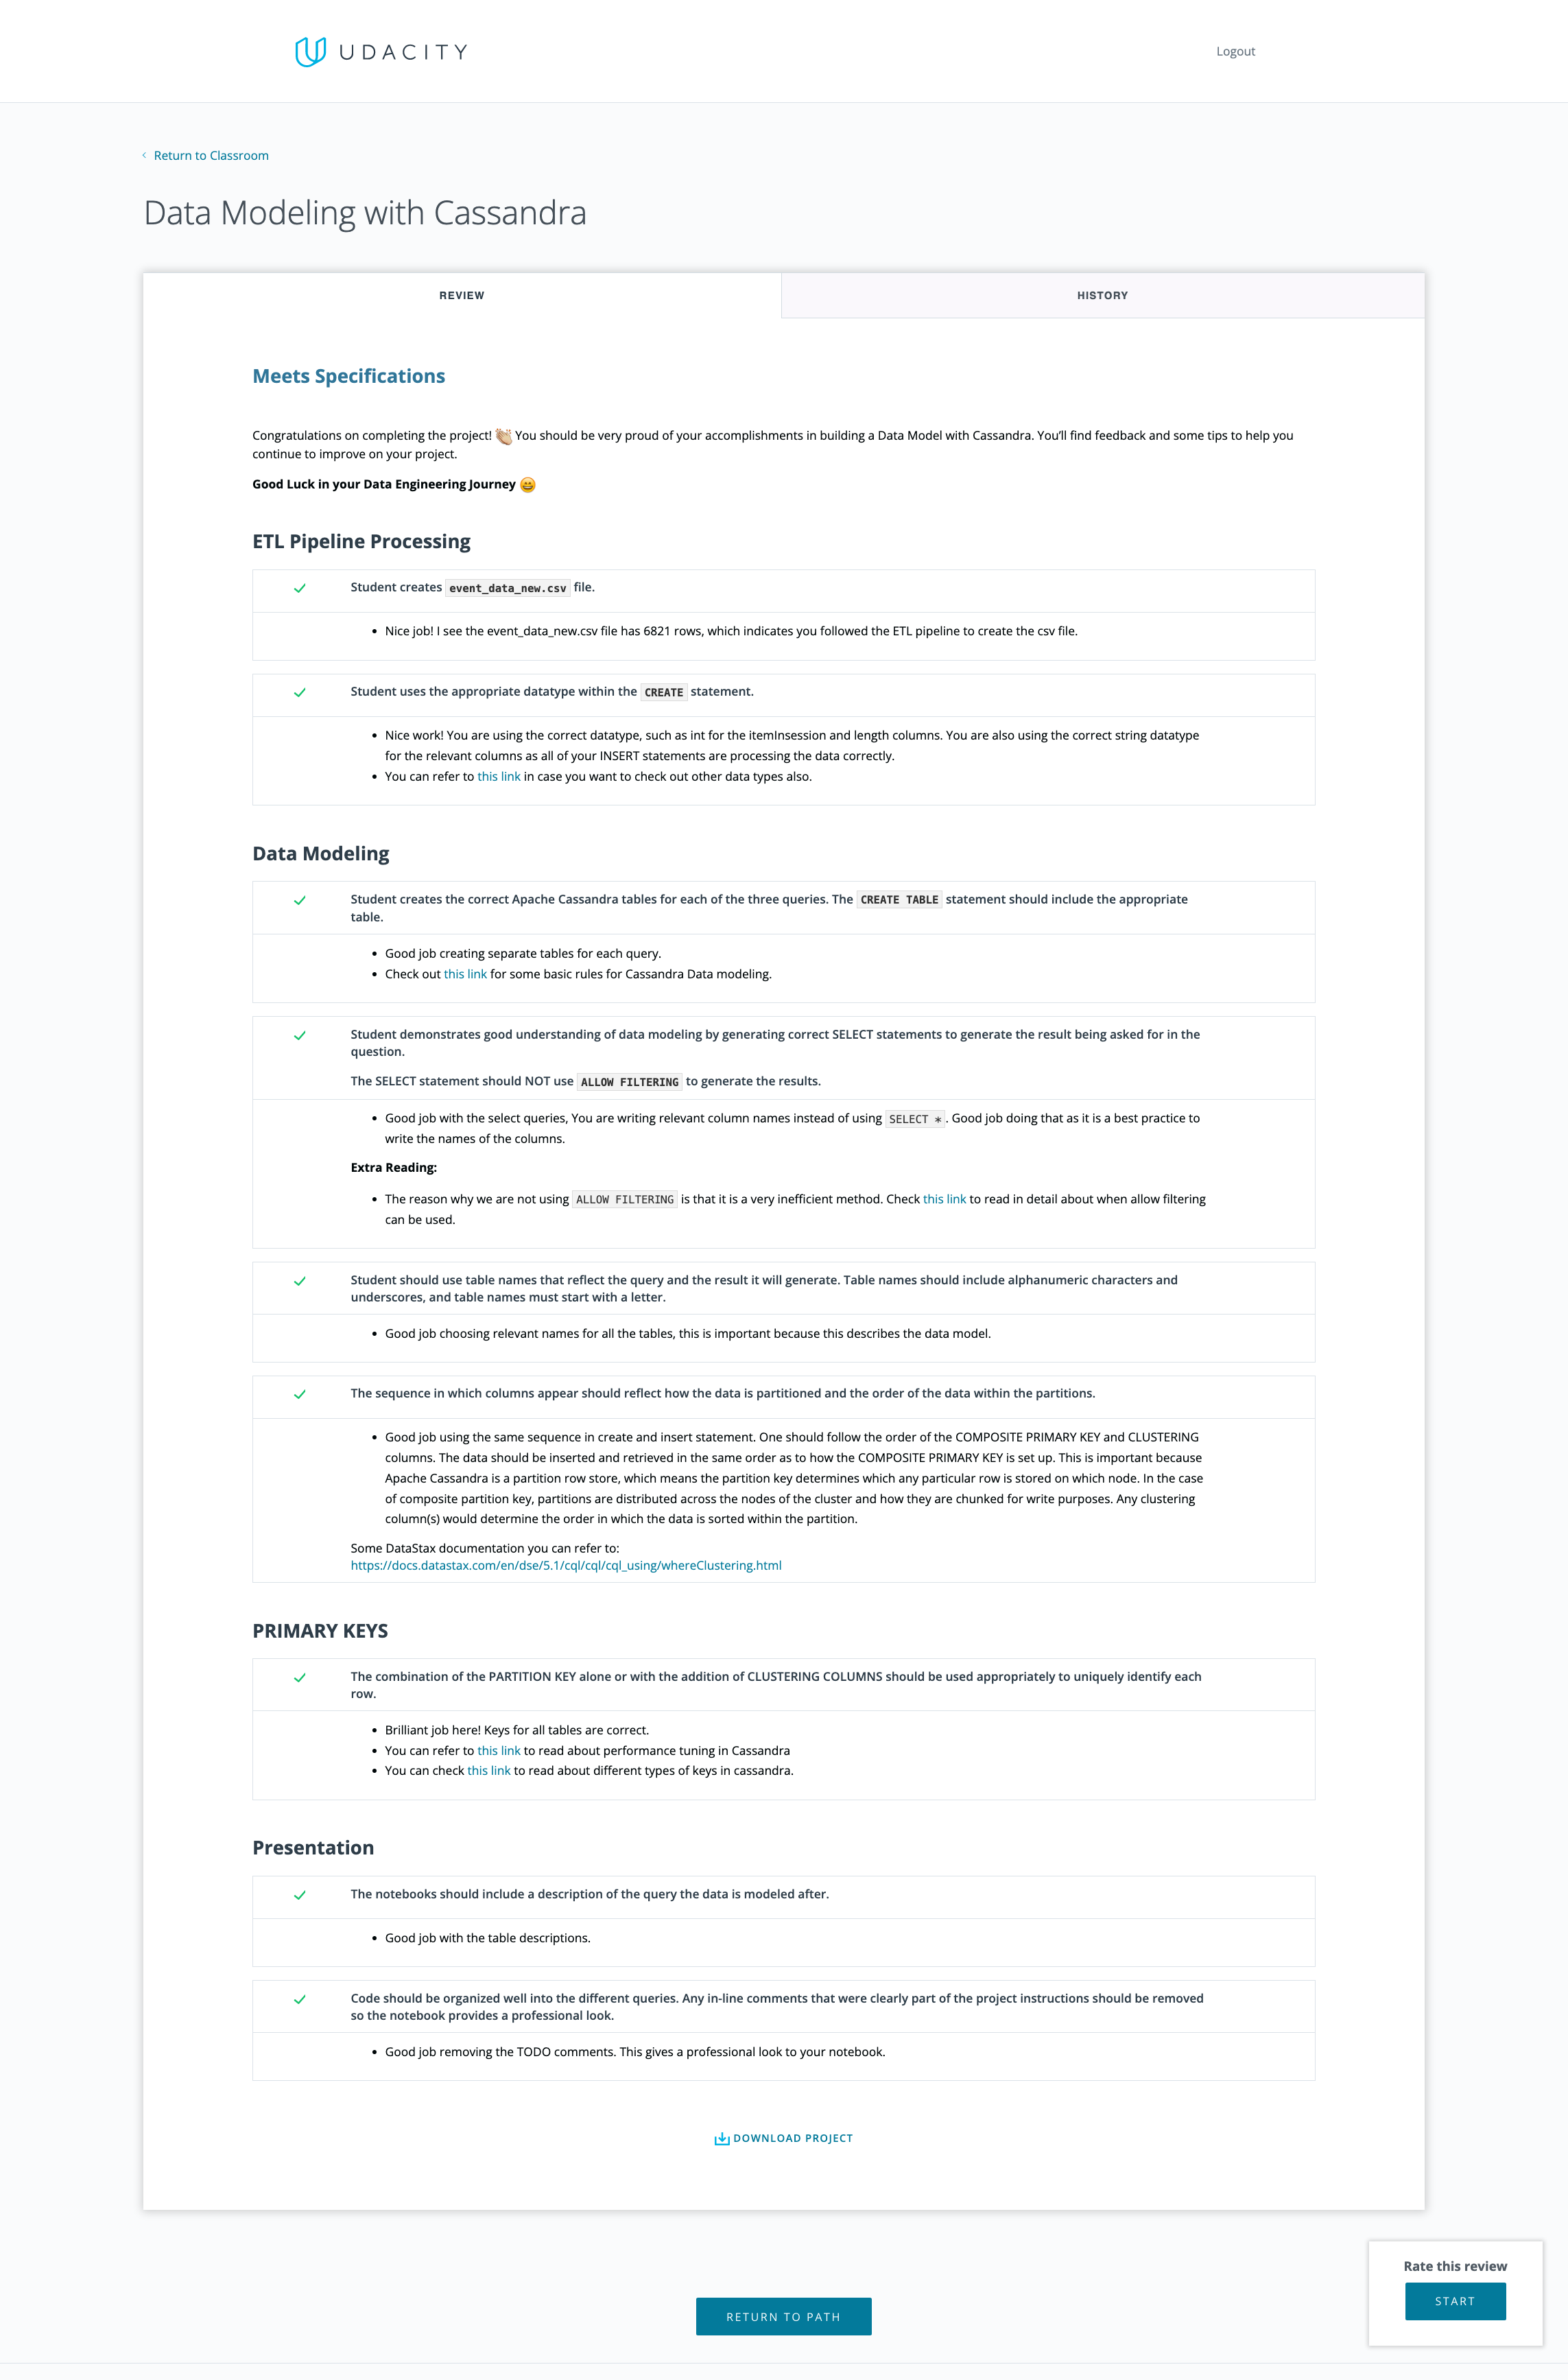 UDACITY
Logout
Return to Classroom
Data Modeling with Cassandra
REVIEW
HISTORY
Meets Specifications
Congratulations on completing the project! 👏 You should be very proud of your accomplishments in building a Data Model with Cassandra. You'll find feedback and some tips to help you
continue to improve on your project.
Good Luck in your Data Engineering Journey 😄
ETL Pipeline Processing
Student creates event_data_new.csv file.
• Nice job! I see the event_data_new.csv file has 6821 rows, which indicates you followed the ETL pipeline to create the csv file.
Student uses the appropriate datatype within the CREATE statement.
• Nice work! You are using the correct datatype, such as int for the itemInsession and length columns. You are also using the correct string datatype
for the relevant columns as all of your INSERT statements are processing the data correctly.
• You can refer to this link in case you want to check out other data types also.
Data Modeling
Student creates the correct Apache Cassandra tables for each of the three queries. The CREATE TABLE statement should include the appropriate
table.
• Good job creating separate tables for each query.
• Check out this link for some basic rules for Cassandra Data modeling.
Student demonstrates good understanding of data modeling by generating correct SELECT statements to generate the result being asked for in the
question.
The SELECT statement should NOT use ALLOW FILTERING to generate the results.
• Good job with the select queries, You are writing relevant column names instead of using SELECT *. Good job doing that as it is a best practice to
write the names of the columns.
Extra Reading:
• The reason why we are not using ALLOW FILTERING is that it is a very inefficient method. Check this link to read in detail about when allow filtering
can be used.
Student should use table names that reflect the query and the result it will generate. Table names should include alphanumeric characters and
underscores, and table names must start with a letter.
• Good job choosing relevant names for all the tables, this is important because this describes the data model.
The sequence in which columns appear should reflect how the data is partitioned and the order of the data within the partitions.
• Good job using the same sequence in create and insert statement. One should follow the order of the COMPOSITE PRIMARY KEY and CLUSTERING
columns. The data should be inserted and retrieved in the same order as to how the COMPOSITE PRIMARY KEY is set up. This is important because
Apache Cassandra is a partition row store, which means the partition key determines which any particular row is stored on which node. In the case
of composite partition key, partitions are distributed across the nodes of the cluster and how they are chunked for write purposes. Any clustering
column(s) would determine the order in which the data is sorted within the partition.
Some DataStax documentation you can refer to:
https://docs.datastax.com/en/dse/5.1/cql/cql/cql_using/whereClustering.html
PRIMARY KEYS
The combination of the PARTITION KEY alone or with the addition of CLUSTERING COLUMNS should be used appropriately to uniquely identify each
row.
• Brilliant job here! Keys for all tables are correct.
• You can refer to this link to read about performance tuning in Cassandra
• You can check this link to read about different types of keys in cassandra.
Presentation
The notebooks should include a description of the query the data is modeled after.
• Good job with the table descriptions.
Code should be organized well into the different queries. Any in-line comments that were clearly part of the project instructions should be removed
so the notebook provides a professional look.
• Good job removing the TODO comments. This gives a professional look to your notebook.
DOWNLOAD PROJECT
Rate this review
START
RETURN TO PATH